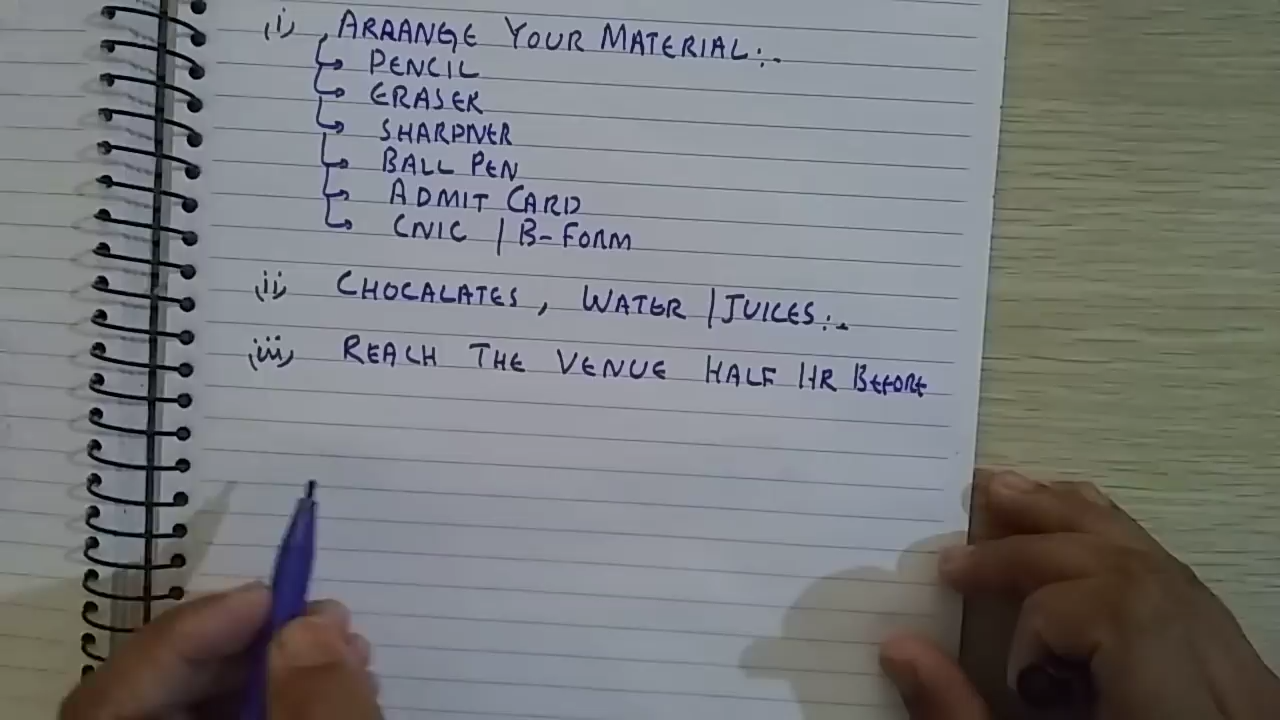 (i) ARRANGE YOUR MATERIAL:-
PENCIL
ERASER
SHARPNER
BALL PEN
ADMIT CARD
CNIC / B-FORM
(ii) CHOCALATES, WATER / JUICES:-
(iii) REACH THE VENUE HALF HR BEFORE